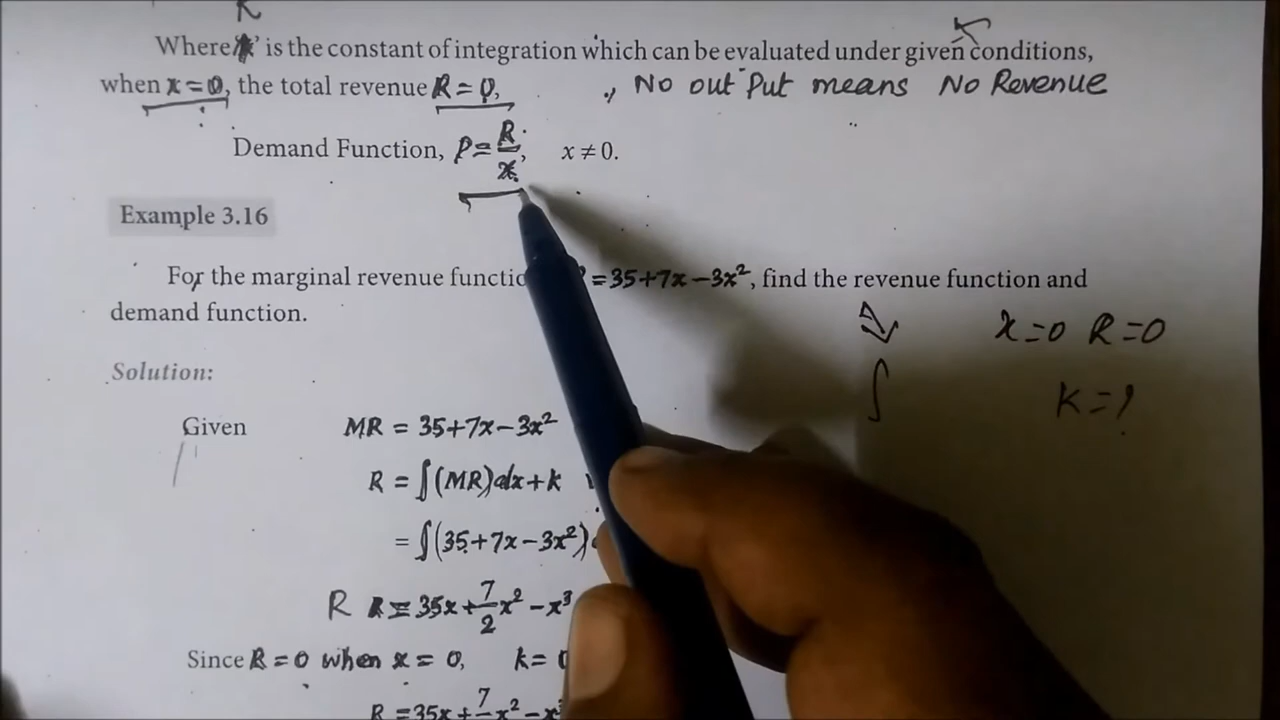 R
Where 'k' is the constant of integration which can be evaluated under given conditions,
when x = 0, the total revenue R = 0, ., No out Put means No Revenue
Demand Function, P = R/x, x ≠ 0.
Example 3.16
For the marginal revenue functio = 35+7x−3x², find the revenue function and
demand function.
x=0 R=0
Solution:
∫ k=?
Given MR = 35+7x−3x²
R = ∫(MR)dx+k
= ∫(35+7x−3x²)
R R = 35x+7/2 x²−x³
Since R = 0 when x = 0, k=
R = 35x+7/ x²−x